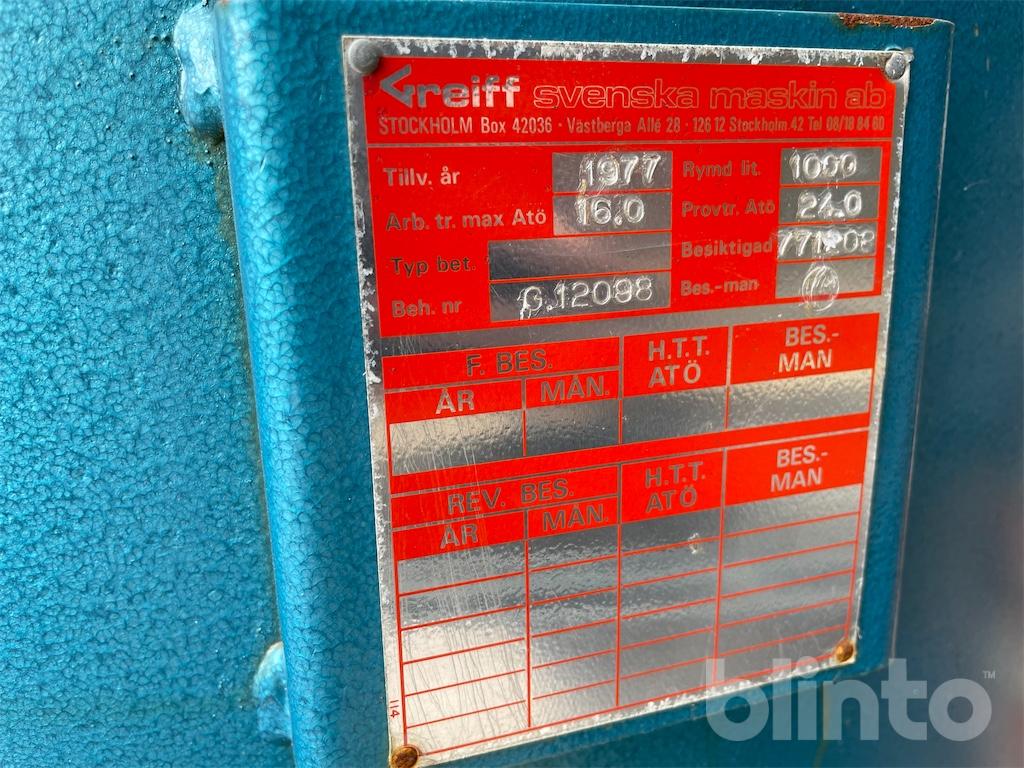 Greiff svenska maskin ab
STOCKHOLM Box 42036 · Västberga Allé 28 · 126 12 Stockholm 42 Tel 08/18 84 60
Tillv. år 1977 Rymd lit. 1000
Arb. tr. max Atö 16.0 Provtr. Atö 24.0
Typ bet. Besiktigad
Beh. nr G.12098 Bes.-man
F. BES. H.T.T. ATÖ BES.-MAN
ÅR MÅN.
REV. BES. H.T.T. ATÖ BES.-MAN
ÅR MÅN.
114
blinto™